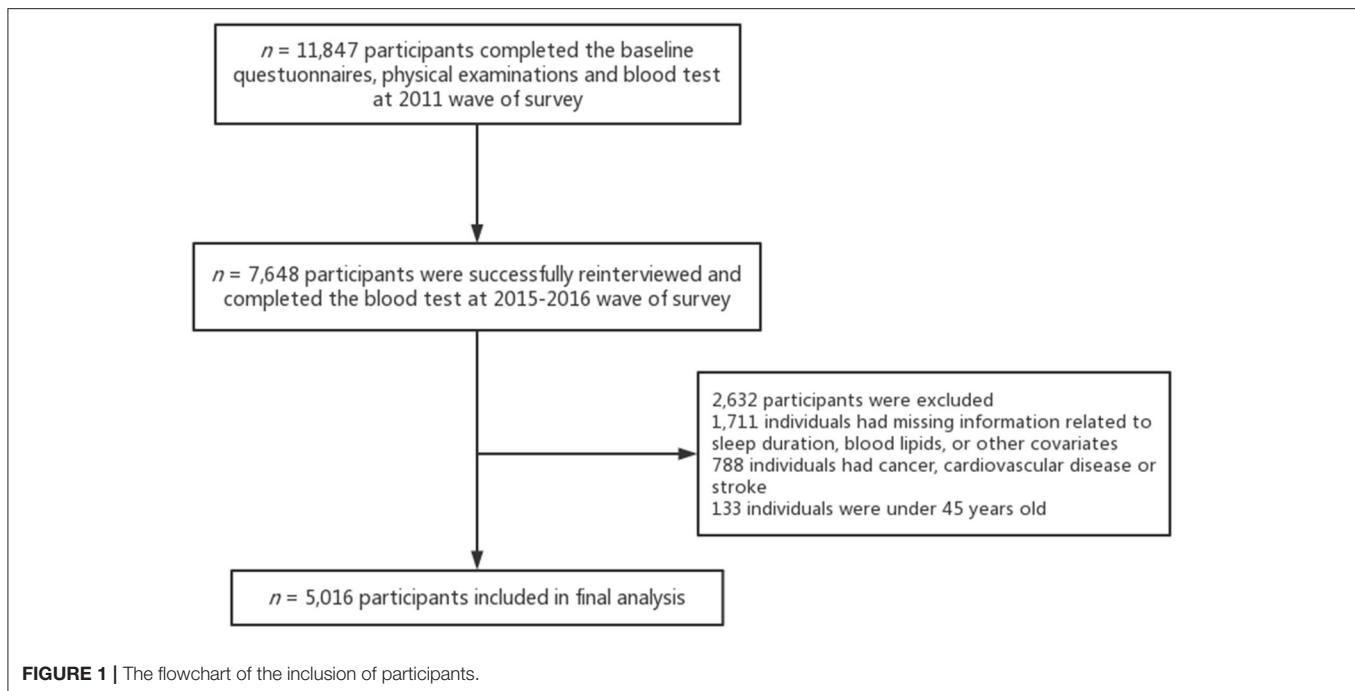 n = 11,847 participants completed the baseline
questuonnaires, physical examinations and blood test
at 2011 wave of survey
n = 7,648 participants were successfully reinterviewed and
completed the blood test at 2015-2016 wave of survey
2,632 participants were excluded
1,711 individuals had missing information related to
sleep duration, blood lipids, or other covariates
788 individuals had cancer, cardiovascular disease or
stroke
133 individuals were under 45 years old
n = 5,016 participants included in final analysis
FIGURE 1 | The flowchart of the inclusion of participants.